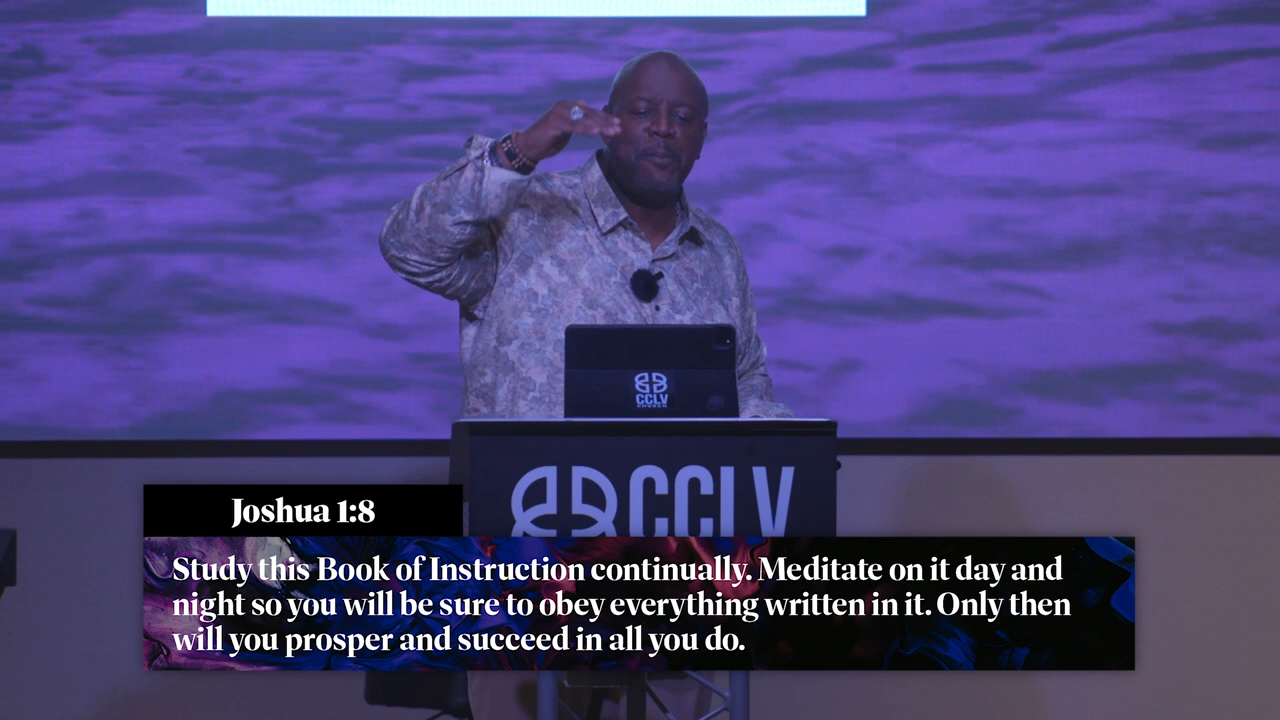 CCLV
CHURCH
CCLV
Joshua 1:8
Study this Book of Instruction continually. Meditate on it day and
night so you will be sure to obey everything written in it. Only then
will you prosper and succeed in all you do.